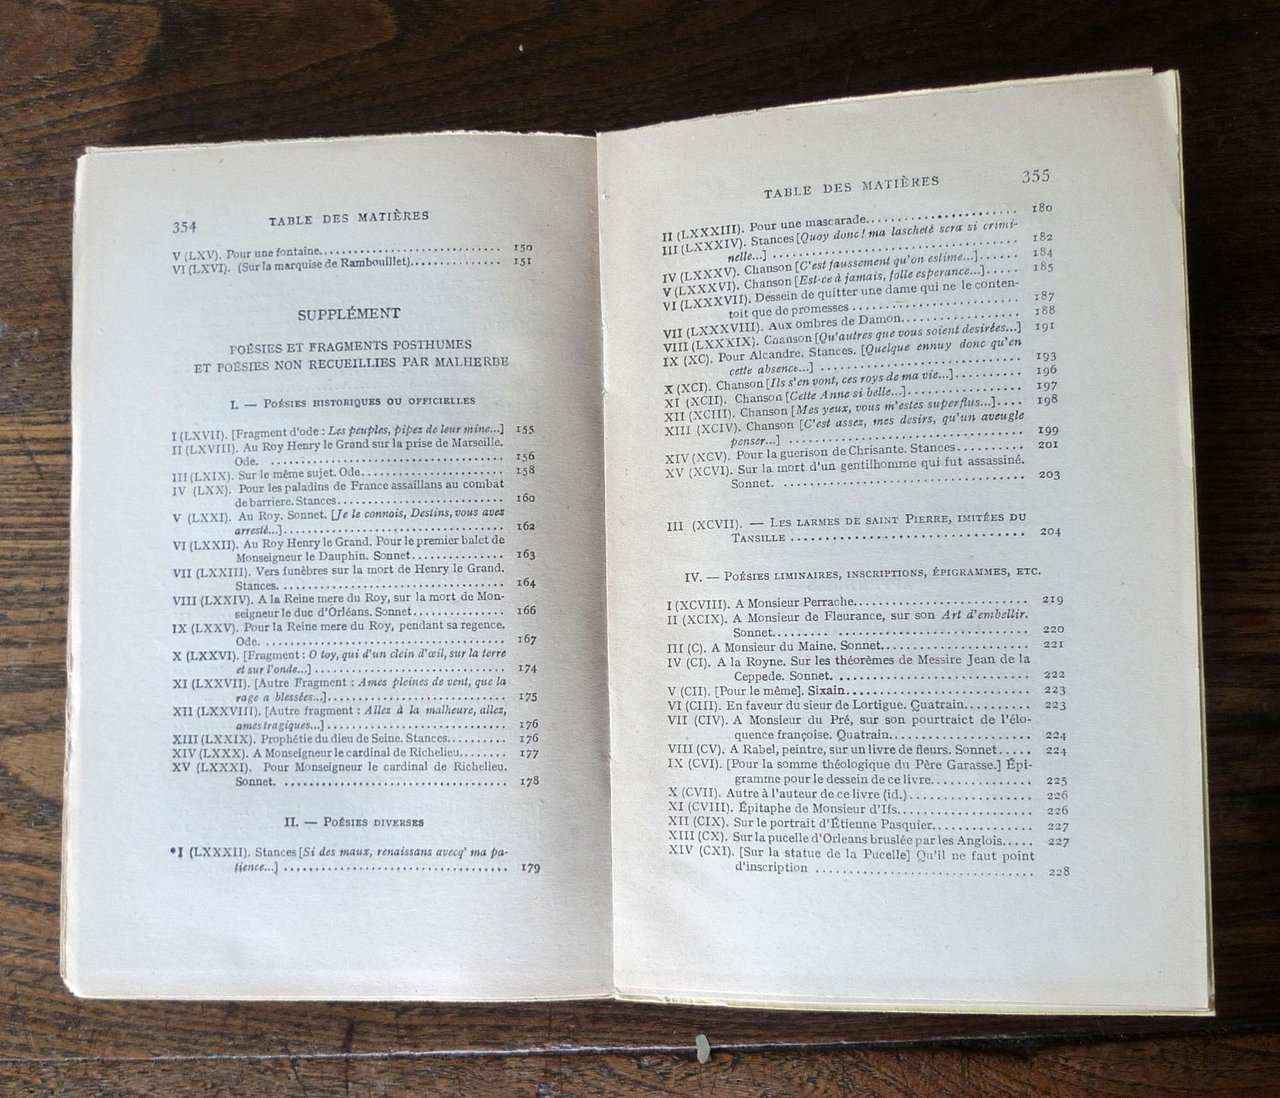 354 TABLE DES MATIÈRES
V (LXV). Pour une fontaine........ 150
VI (LXVI). (Sur la marquise de Rambouillet)........ 151
SUPPLÉMENT
POÉSIES ET FRAGMENTS POSTHUMES
ET POÉSIES NON RECUEILLIES PAR MALHERBE
I. — POÉSIES HISTORIQUES OU OFFICIELLES
I (LXVII). [Fragment d'ode : Les peuples, pipez de leur mine...] 155
II (LXVIII). Au Roy Henry le Grand sur la prise de Marseille.
Ode. ........ 156
III (LXIX). Sur le même sujet. Ode........ 158
IV (LXX). Pour les paladins de France assaillans au combat
de barriere. Stances........ 160
V (LXXI). Au Roy. Sonnet. [Je le connois, Destins, vous avez
arresté...]........ 162
VI (LXXII). Au Roy Henry le Grand. Pour le premier balet de
Monseigneur le Dauphin. Sonnet........ 163
VII (LXXIII). Vers funèbres sur la mort de Henry le Grand.
Stances........ 164
VIII (LXXIV). A la Reine mere du Roy, sur la mort de Mon-
seigneur le duc d'Orléans. Sonnet........ 166
IX (LXXV). Pour la Reine mere du Roy, pendant sa regence.
Ode. ........ 167
X (LXXVI). [Fragment : O toy, qui d'un clein d'œil, sur la terre
et sur l'onde...]........ 174
XI (LXXVII). [Autre Fragment : Ames pleines de vent, que la
rage a blessées...]........ 175
XII (LXXVIII). [Autre fragment : Allez à la malheure, allez,
ames tragiques...]........ 176
XIII (LXXIX). Prophétie du dieu de Seine. Stances........ 176
XIV (LXXX). A Monseigneur le cardinal de Richelieu........ 177
XV (LXXXI). Pour Monseigneur le cardinal de Richelieu.
Sonnet. ........ 178
II. — POÉSIES DIVERSES
*I (LXXXII). Stances [Si des maux, renaissans avecq' ma pa-
tience...] ........ 179
TABLE DES MATIÈRES 355
II (LXXXIII). Pour une mascarade........ 180
III (LXXXIV). Stances [Quoy donc! ma lascheté sera si crimi-
nelle...] ........ 182
IV (LXXXV). Chanson [C'est faussement qu'on estime...]...... 184
V (LXXXVI). Chanson [Est-ce à jamais, folle esperance...]..... 185
VI (LXXXVII). Dessein de quitter une dame qui ne le conten-
toit que de promesses ........ 187
VII (LXXXVIII). Aux ombres de Damon........ 188
VIII (LXXXIX). Chanson [Qu'autres que vous soient desirées...] 191
IX (XC). Pour Alcandre. Stances. [Quelque ennuy donc qu'en
cette absence...] ........ 193
X (XCI). Chanson [Ils s'en vont, ces roys de ma vie...]........ 196
XI (XCII). Chanson [Cette Anne si belle...]........ 197
XII (XCIII). Chanson [Mes yeux, vous m'estes superflus...].... 198
XIII (XCIV). Chanson [C'est assez, mes desirs, qu'un aveugle
penser...] ........ 199
XIV (XCV). Pour la guerison de Chrisante. Stances........ 201
XV (XCVI). Sur la mort d'un gentilhomme qui fut assassiné.
Sonnet. ........ 203
III (XCVII). — LES LARMES DE SAINT PIERRE, IMITÉES DU
TANSILLE ........ 204
IV. — POÉSIES LIMINAIRES, INSCRIPTIONS, ÉPIGRAMMES, ETC.
I (XCVIII). A Monsieur Perrache........ 219
II (XCIX). A Monsieur de Fleurance, sur son Art d'embellir.
Sonnet........ 220
III (C). A Monsieur du Maine. Sonnet........ 221
IV (CI). A la Royne. Sur les théorèmes de Messire Jean de la
Ceppede. Sonnet. ........ 222
V (CII). [Pour le même]. Sixain........ 223
VI (CIII). En faveur du sieur de Lortigue. Quatrain........ 223
VII (CIV). A Monsieur du Pré, sur son pourtraict de l'élo-
quence françoise. Quatrain........ 224
VIII (CV). A Rabel, peintre, sur un livre de fleurs. Sonnet..... 224
IX (CVI). [Pour la somme théologique du Père Garasse.] Épi-
gramme pour le dessein de ce livre........ 225
X (CVII). Autre à l'auteur de ce livre (id.)........ 226
XI (CVIII). Épitaphe de Monsieur d'Ifs........ 226
XII (CIX). Sur le portrait d'Étienne Pasquier........ 227
XIII (CX). Sur la pucelle d'Orleans bruslée par les Anglois..... 227
XIV (CXI). [Sur la statue de la Pucelle] Qu'il ne faut point
d'inscription ........ 228